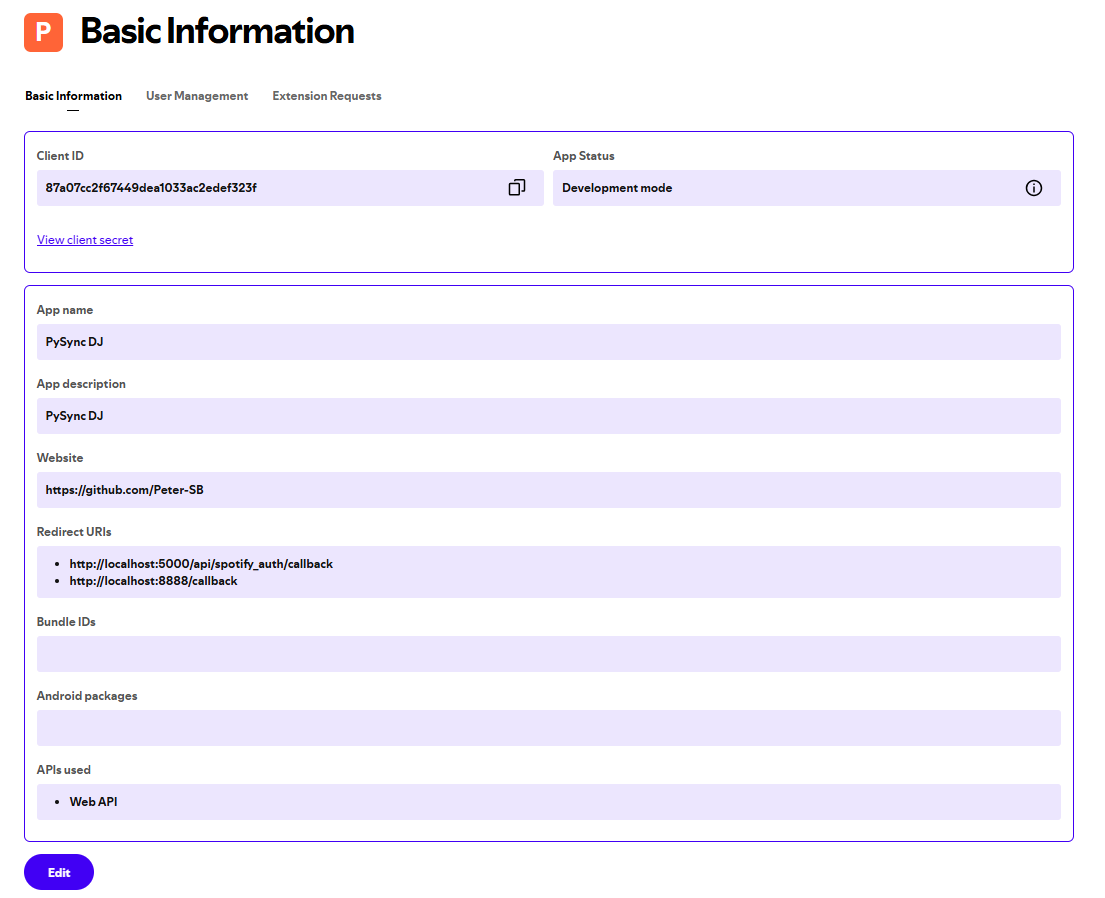 P Basic Information
Basic Information User Management Extension Requests
Client ID App Status
87a07cc2f67449dea1033ac2edef323f Development mode
View client secret
App name
PySync DJ
App description
PySync DJ
Website
https://github.com/Peter-SB
Redirect URIs
• http://localhost:5000/api/spotify_auth/callback
• http://localhost:8888/callback
Bundle IDs
Android packages
APIs used
• Web API
Edit